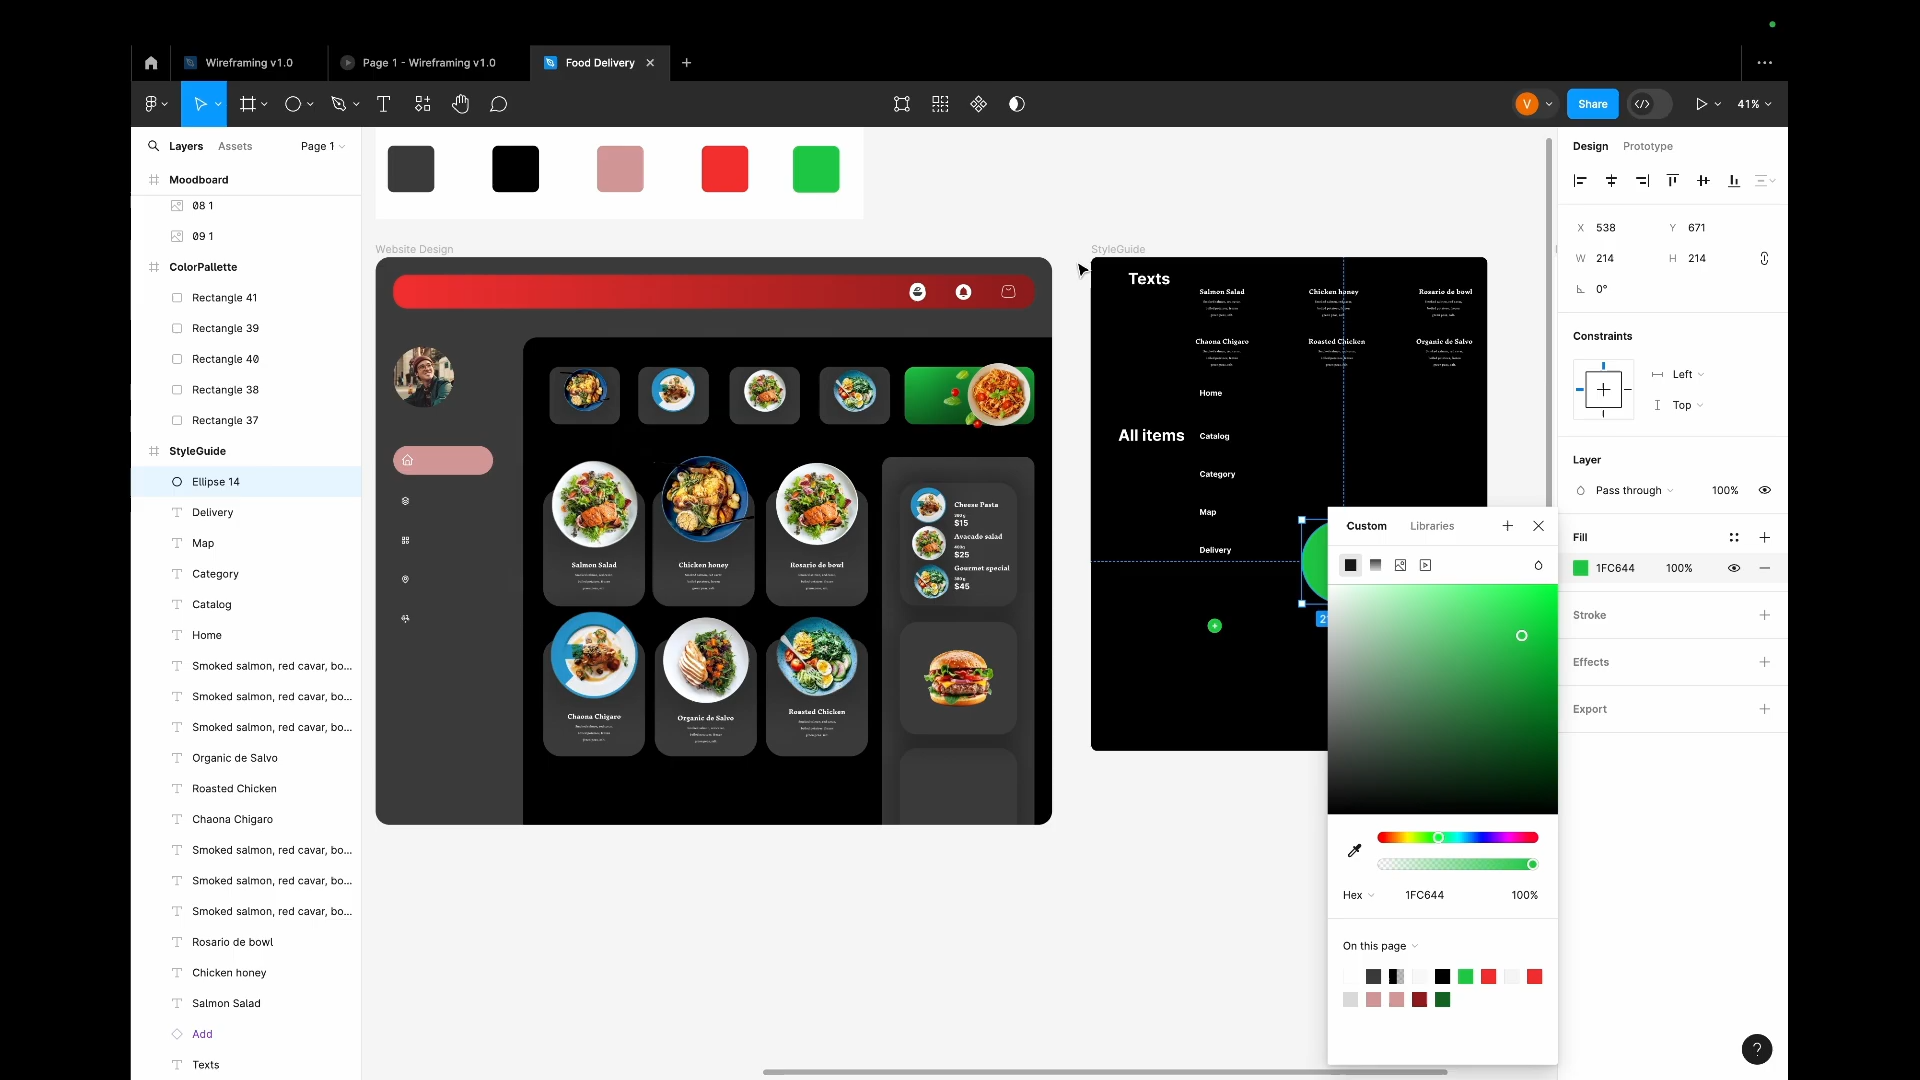 Wireframing v1.0
Page 1 - Wireframing v1.0
Food Delivery
V
Share
41%
Layers
Assets
Page 1
Moodboard
08 1
09 1
ColorPallette
Rectangle 41
Rectangle 39
Rectangle 40
Rectangle 38
Rectangle 37
StyleGuide
Ellipse 14
Delivery
Map
Category
Catalog
Home
Smoked salmon, red cavar, bo...
Smoked salmon, red cavar, bo...
Smoked salmon, red cavar, bo...
Organic de Salvo
Roasted Chicken
Chaona Chigaro
Smoked salmon, red cavar, bo...
Smoked salmon, red cavar, bo...
Smoked salmon, red cavar, bo...
Rosario de bowl
Chicken honey
Salmon Salad
Add
Texts
Website Design
Salmon Salad
Chicken honey
Rosario de bowl
Chaona Chigaro
Organic de Salvo
Roasted Chicken
Cheese Pasta
$15
Avocado salad
$25
Gourmet special
$45
StyleGuide
Texts
Salmon Salad
Chicken honey
Rosario de bowl
Chaona Chigaro
Roasted Chicken
Organic de Salvo
Home
All items
Catalog
Category
Map
Delivery
Custom
Libraries
Hex
1FC644
100%
On this page
Design
Prototype
X 538
Y 671
W 214
H 214
0°
Constraints
Left
Top
Layer
Pass through
100%
Fill
1FC644
100%
Stroke
Effects
Export
?